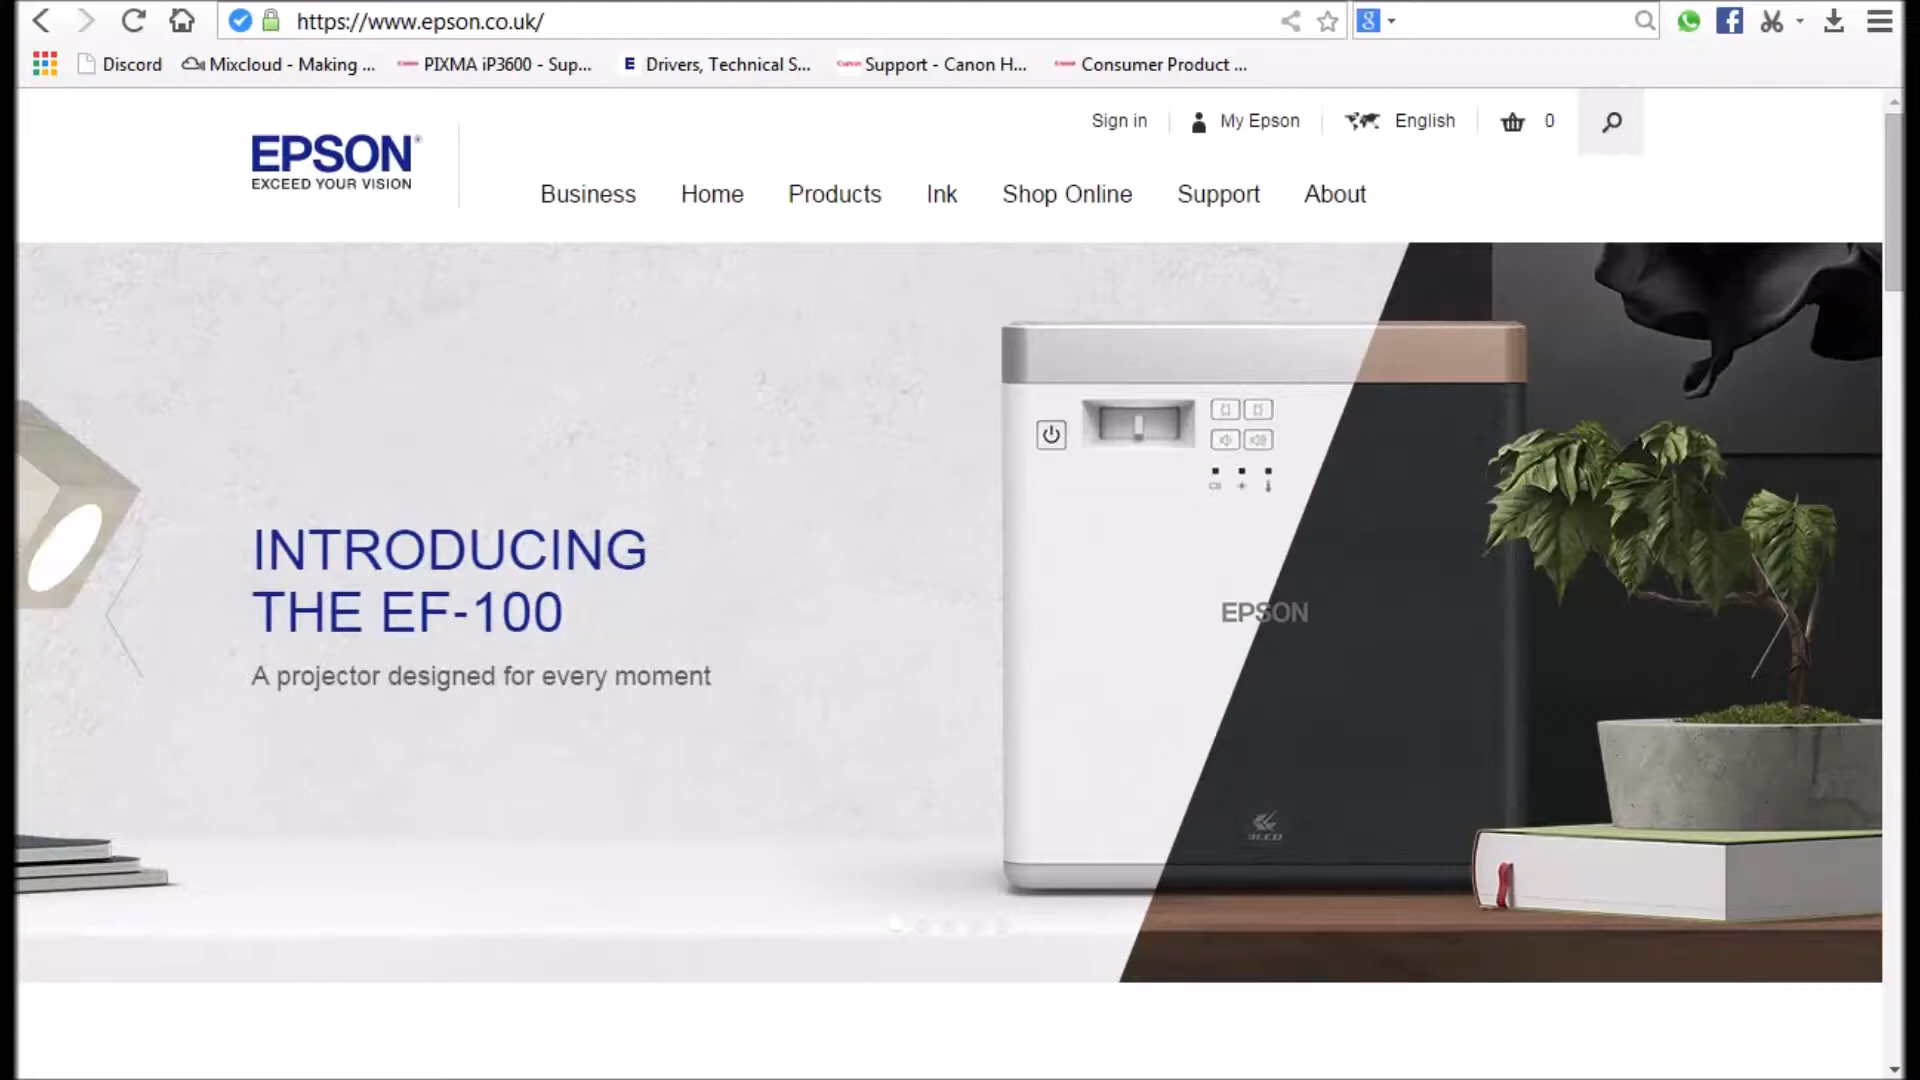 https://www.epson.co.uk/
Discord
Mixcloud - Making ...
PIXMA iP3600 - Sup...
E Drivers, Technical S...
Support - Canon H...
Consumer Product ...
Sign in
My Epson
English
0
EPSON®
EXCEED YOUR VISION
Business
Home
Products
Ink
Shop Online
Support
About
INTRODUCING
THE EF-100
A projector designed for every moment
EPSON
3LCD